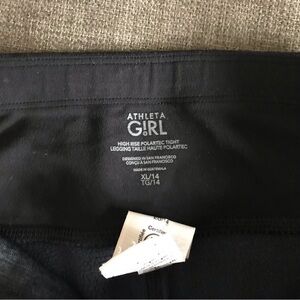 ATHLETA
GIRL
HIGH RISE POLARTEC TIGHT
LEGGING TAILLE HAUTE POLARTEC
DESIGNED IN SAN FRANCISCO
CONÇU À SAN FRANCISCO
MADE IN GUATEMALA
XL/14
TG/14